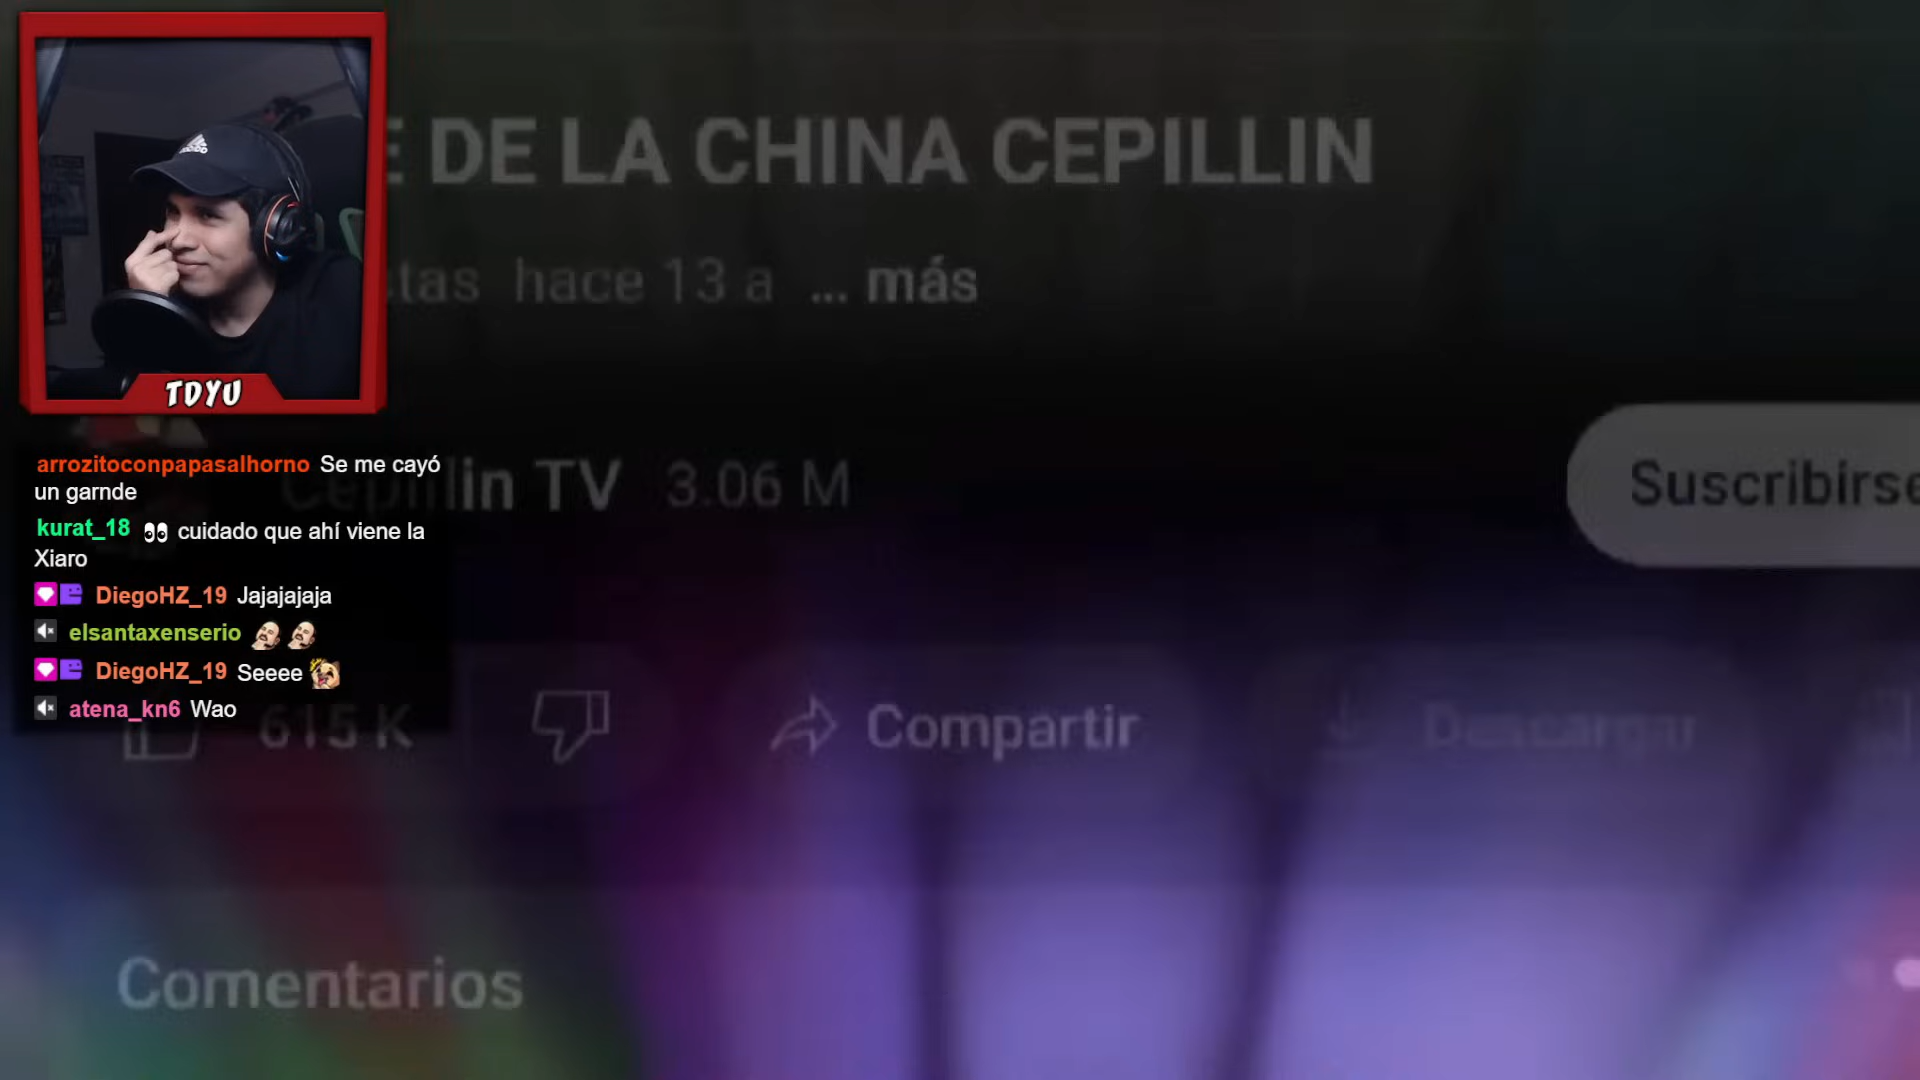 E DE LA CHINA CEPILLIN
tas hace 13 a ... más
TDYU
Cepillin TV 3.06 M
Suscribirse
arrozitoconpapasalhorno Se me cayó
un garnde
kurat_18 cuidado que ahí viene la
Xiaro
DiegoHZ_19 Jajajajaja
elsantaxenserio
DiegoHZ_19 Seeee
atena_kn6 Wao
615 K Compartir Descargar
Comentarios